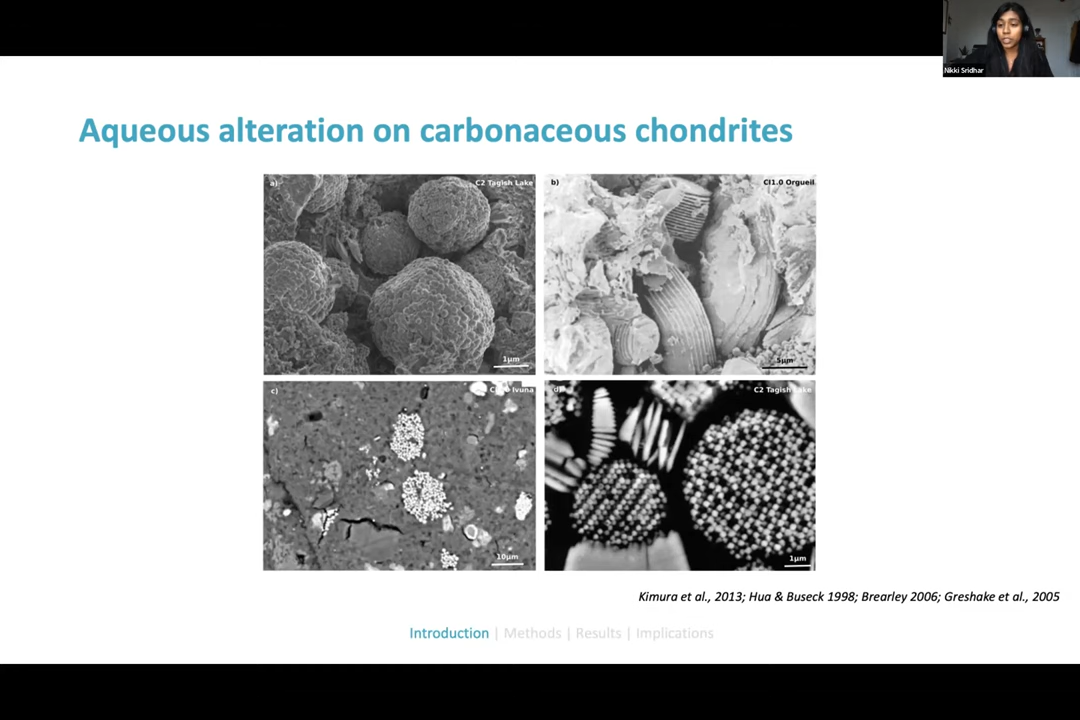 Nikki Sridhar
Aqueous alteration on carbonaceous chondrites
a)
C2 Tagish Lake
1μm
b)
CI1.0 Orgueil
5μm
c)
Ivuna
10μm
C2 Tagish Lake
1μm
Kimura et al., 2013; Hua & Buseck 1998; Brearley 2006; Greshake et al., 2005
Introduction | Methods | Results | Implications